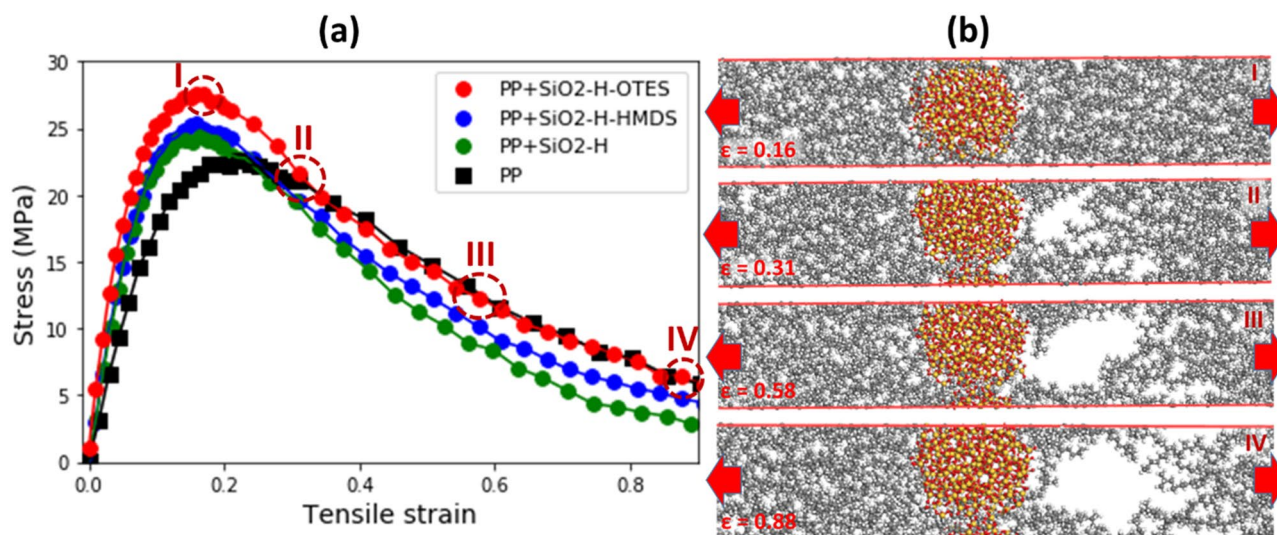 (a)
30
25
20
15
10
5
0
Stress (MPa)
I
II
III
IV
PP+SiO2-H-OTES
PP+SiO2-H-HMDS
PP+SiO2-H
PP
0.0 0.2 0.4 0.6 0.8
Tensile strain
(b)
I
ε = 0.16
II
ε = 0.31
III
ε = 0.58
IV
ε = 0.88